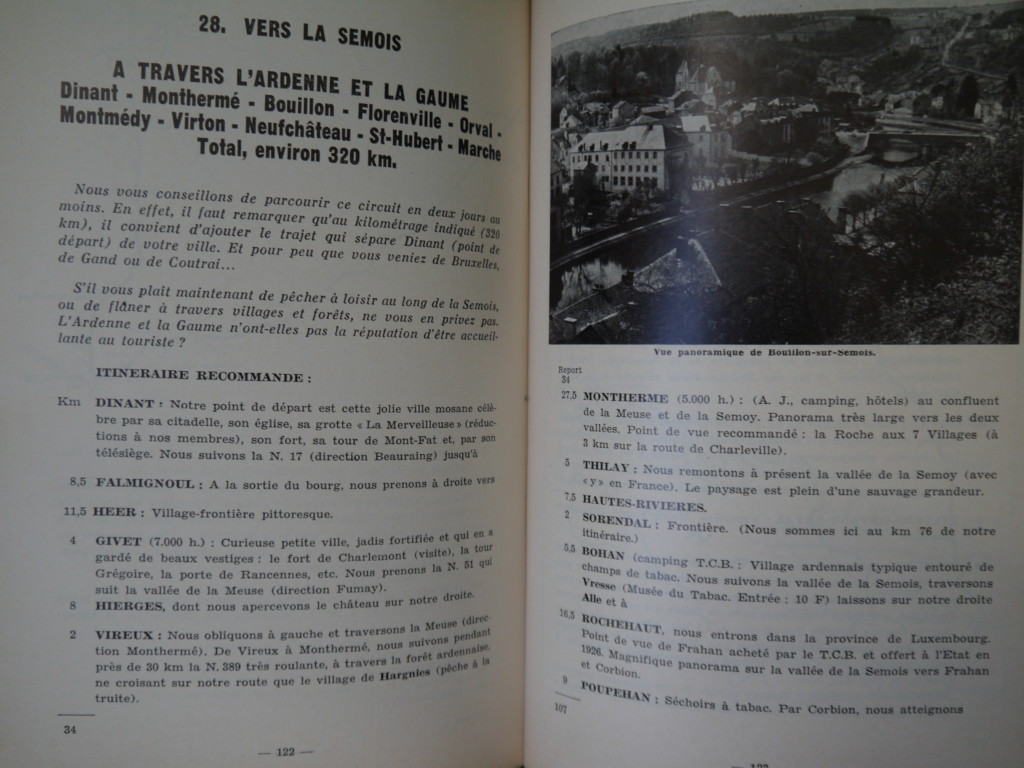 28. VERS LA SEMOIS
A TRAVERS L'ARDENNE ET LA GAUME
Dinant - Monthermé - Bouillon - Florenville - Orval -
Montmédy - Virton - Neufchâteau - St-Hubert - Marche
Total, environ 320 km.
Nous vous conseillons de parcourir ce circuit en deux jours au
moins. En effet, il faut remarquer qu'au kilométrage indiqué (320
km), il convient d'ajouter le trajet qui sépare Dinant (point de
départ) de votre ville. Et pour peu que vous veniez de Bruxelles,
de Gand ou de Coutrai...
S'il vous plait maintenant de pêcher à loisir au long de la Semois,
ou de flâner à travers villages et forêts, ne vous en privez pas.
L'Ardenne et la Gaume n'ont-elles pas la réputation d'être accueil-
lante au touriste ?
ITINERAIRE RECOMMANDE :
Km DINANT : Notre point de départ est cette jolie ville mosane célè-
bre par sa citadelle, son église, sa grotte « La Merveilleuse » (réduc-
tions à nos membres), son fort, sa tour de Mont-Fat et, par son
télésiège. Nous suivons la N. 17 (direction Beauraing) jusqu'à
8,5 FALMIGNOUL : A la sortie du bourg, nous prenons à droite vers
11,5 HEER : Village-frontière pittoresque.
4 GIVET (7.000 h.) : Curieuse petite ville, jadis fortifiée et qui en a
gardé de beaux vestiges : le fort de Charlemont (visite), la tour
Grégoire, la porte de Rancennes, etc. Nous prenons la N. 51 qui
suit la vallée de la Meuse (direction Fumay).
8 HIERGES, dont nous apercevons le château sur notre droite.
2 VIREUX : Nous obliquons à gauche et traversons la Meuse (direc-
tion Monthermé). De Vireux à Monthermé, nous suivons pendant
près de 30 km la N. 389 très roulante, à travers la forêt ardennaise,
ne croisant sur notre route que le village de Hargnies (pêche à la
truite).
34
— 122 —
Vue panoramique de Bouillon-sur-Semois.
Report
34
27,5 MONTHERME (5.000 h.) : (A. J., camping, hôtels) au confluent
de la Meuse et de la Semoy. Panorama très large vers les deux
vallées. Point de vue recommandé : la Roche aux 7 Villages (à
3 km sur la route de Charleville).
5 THILAY : Nous remontons à présent la vallée de la Semoy (avec
« y » en France). Le paysage est plein d'une sauvage grandeur.
7,5 HAUTES-RIVIERES.
2 SORENDAL : Frontière. (Nous sommes ici au km 76 de notre
itinéraire.)
5,5 BOHAN (camping T.C.B. : Village ardennais typique entouré de
champs de tabac. Nous suivons la vallée de la Semois, traversons
Vresse (Musée du Tabac. Entrée : 10 F) laissons sur notre droite
Alle et à
16,5 ROCHEHAUT, nous entrons dans la province de Luxembourg.
Point de vue de Frahan acheté par le T.C.B. et offert à l'Etat en
1926. Magnifique panorama sur la vallée de la Semois vers Frahan
et Corbion.
9 POUPEHAN : Séchoirs à tabac. Par Corbion, nous atteignons
107